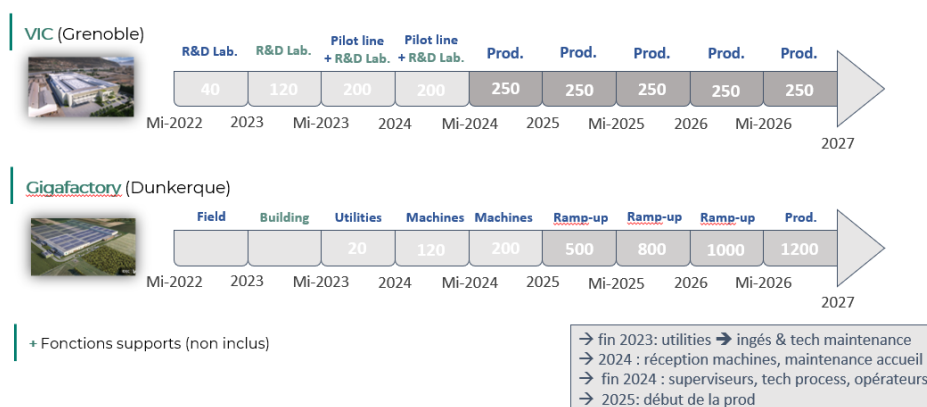 VIC (Grenoble)
R&D Lab. R&D Lab. Pilot line + R&D Lab. Pilot line + R&D Lab. Prod. Prod. Prod. Prod. Prod.
40 120 200 200 250 250 250 250 250
Mi-2022 2023 Mi-2023 2024 Mi-2024 2025 Mi-2025 2026 Mi-2026 2027
Gigafactory (Dunkerque)
Field Building Utilities Machines Machines Ramp-up Ramp-up Ramp-up Prod.
20 120 200 500 800 1000 1200
Mi-2022 2023 Mi-2023 2024 Mi-2024 2025 Mi-2025 2026 Mi-2026 2027
+ Fonctions supports (non inclus)
→ fin 2023: utilities ➔ ingés & tech maintenance
→ 2024 : réception machines, maintenance accueil
→ fin 2024 : superviseurs, tech process, opérateurs
→ 2025: début de la prod